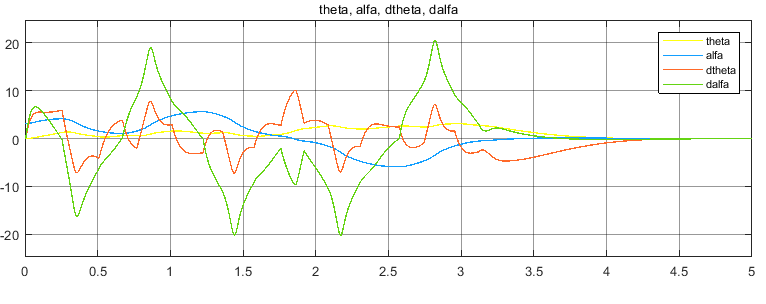 theta, alfa, dtheta, dalfa
20
10
0
-10
-20
theta
alfa
dtheta
dalfa
0 0.5 1 1.5 2 2.5 3 3.5 4 4.5 5